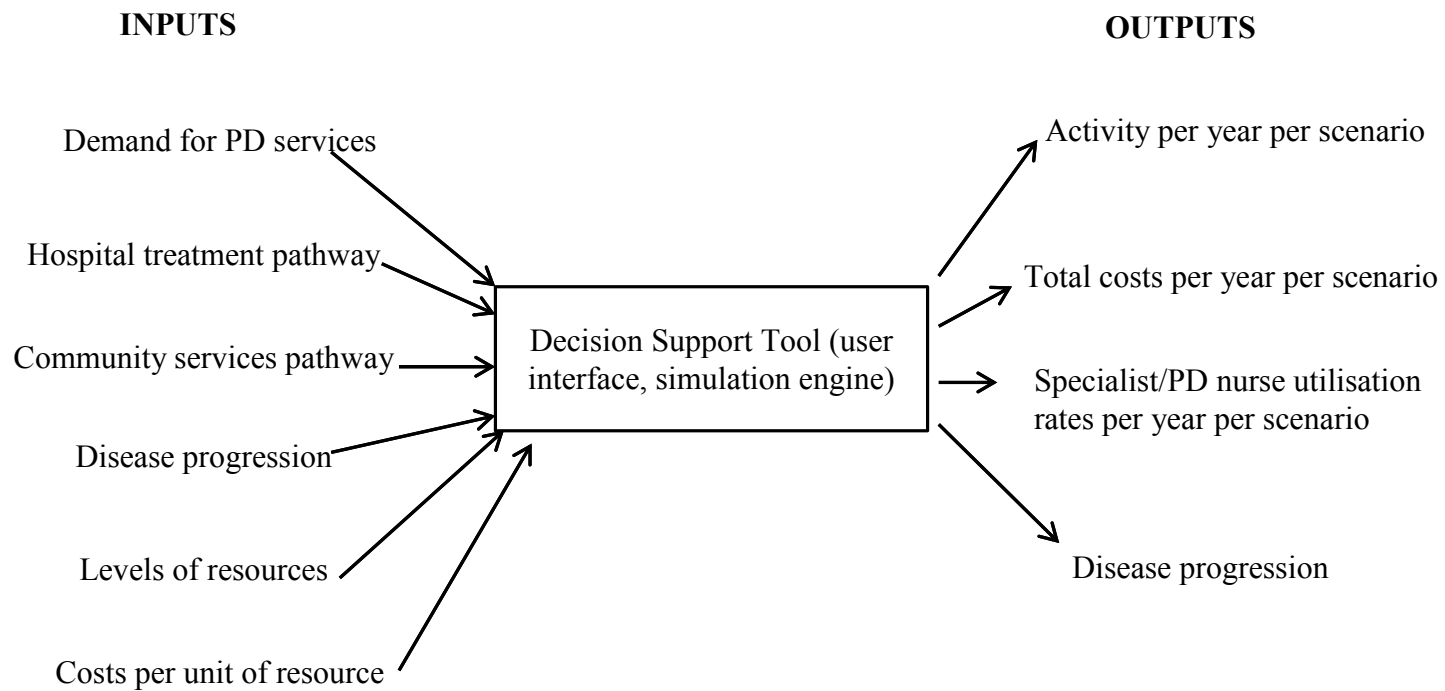 INPUTS
OUTPUTS
Demand for PD services
Hospital treatment pathway
Community services pathway
Disease progression
Levels of resources
Costs per unit of resource
Decision Support Tool (user
interface, simulation engine)
Activity per year per scenario
Total costs per year per scenario
Specialist/PD nurse utilisation
rates per year per scenario
Disease progression